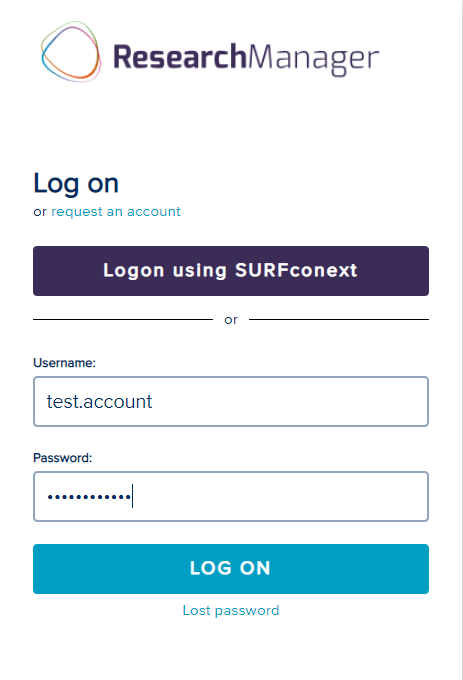 ResearchManager
Log on
or request an account
Logon using SURFconext
or
Username:
test.account
Password:
••••••••••••
LOG ON
Lost password